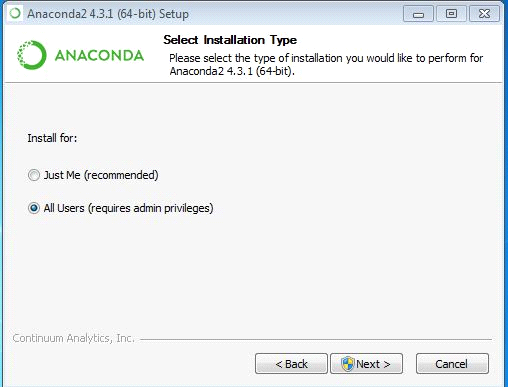 Anaconda2 4.3.1 (64-bit) Setup
ANACONDA
Select Installation Type
Please select the type of installation you would like to perform for
Anaconda2 4.3.1 (64-bit).
Install for:
Just Me (recommended)
All Users (requires admin privileges)
Continuum Analytics, Inc.
< Back
Next >
Cancel